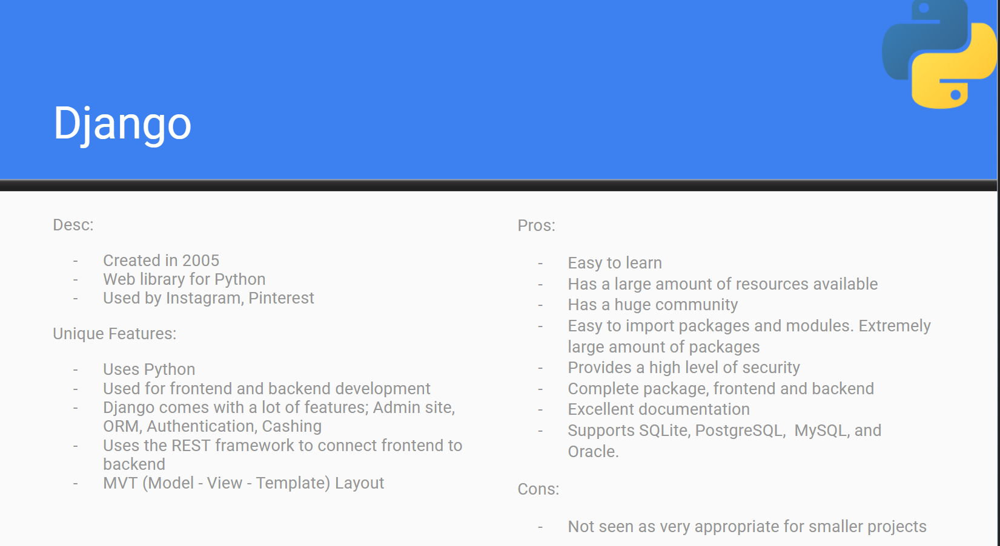 Django
Desc:
- Created in 2005
- Web library for Python
- Used by Instagram, Pinterest
Unique Features:
- Uses Python
- Used for frontend and backend development
- Django comes with a lot of features; Admin site,
ORM, Authentication, Cashing
- Uses the REST framework to connect frontend to
backend
- MVT (Model - View - Template) Layout
Pros:
- Easy to learn
- Has a large amount of resources available
- Has a huge community
- Easy to import packages and modules. Extremely
large amount of packages
- Provides a high level of security
- Complete package, frontend and backend
- Excellent documentation
- Supports SQLite, PostgreSQL,  MySQL, and
Oracle.
Cons:
- Not seen as very appropriate for smaller projects